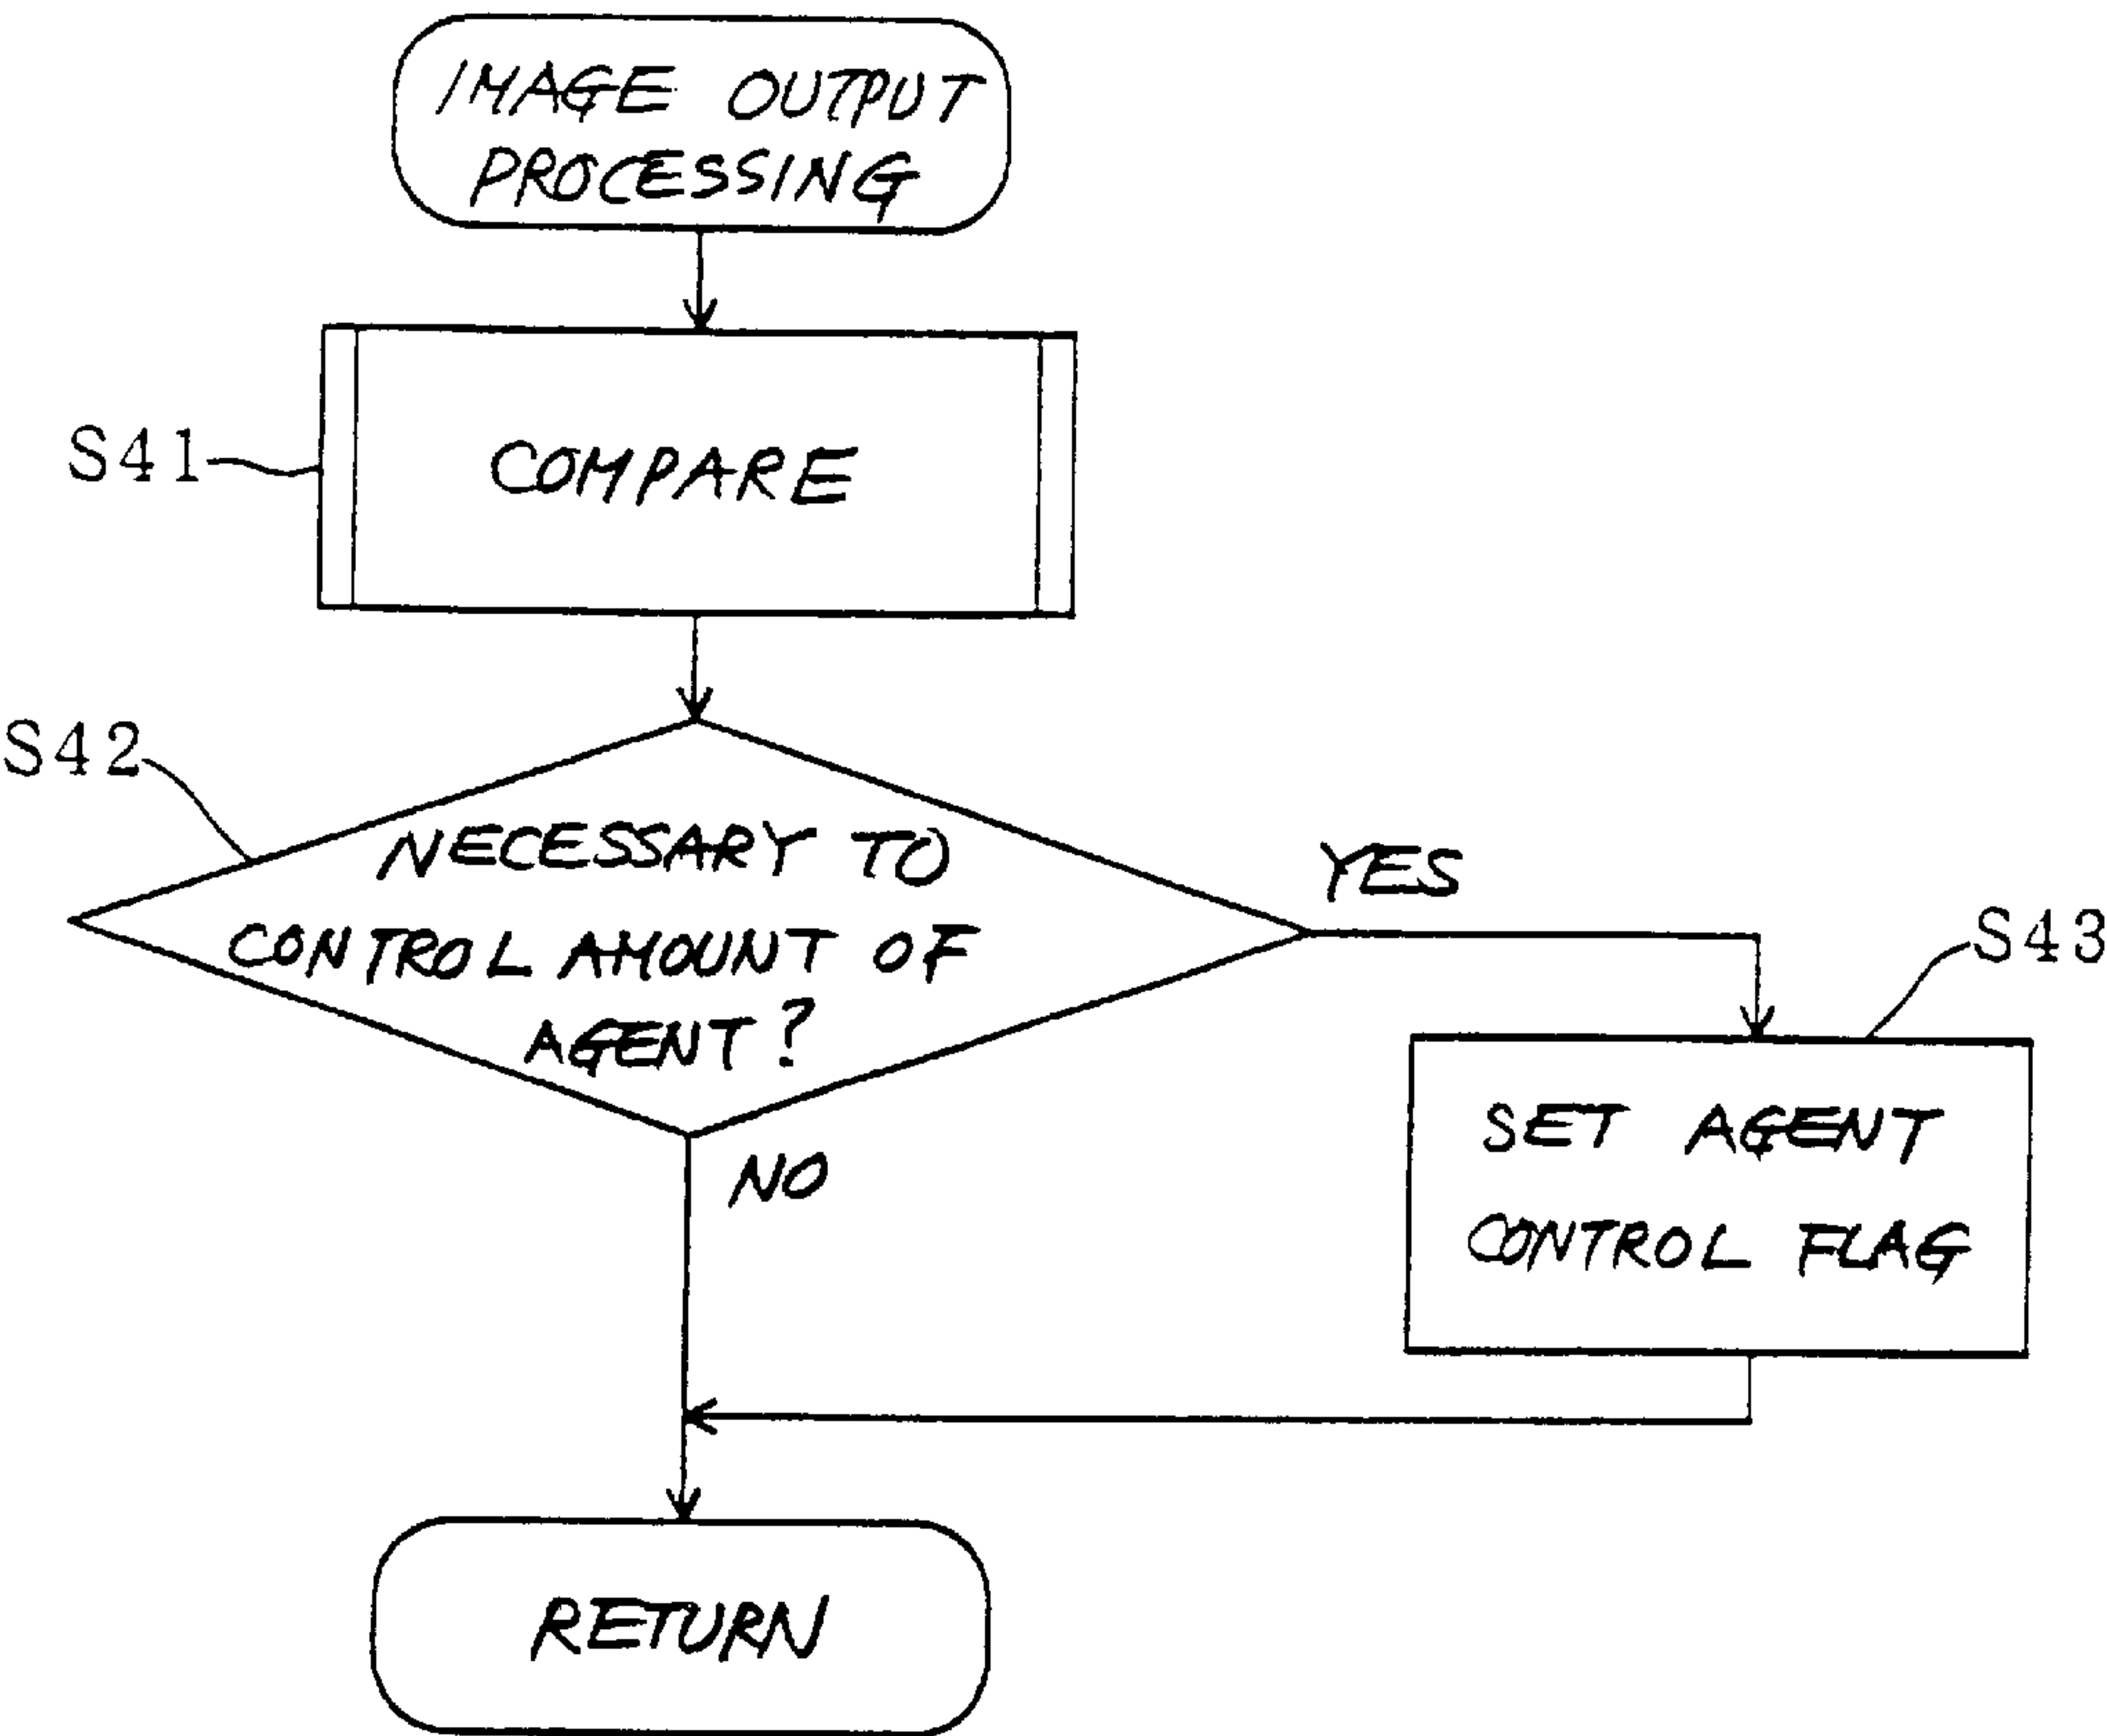 IMAGE OUTPUT
PROCESSING
S41
COMPARE
S42
NECESSARY TO
CONTROL AMOUNT OF
AGENT?
YES
NO
S43
SET AGENT
CONTROL FLAG
RETURN